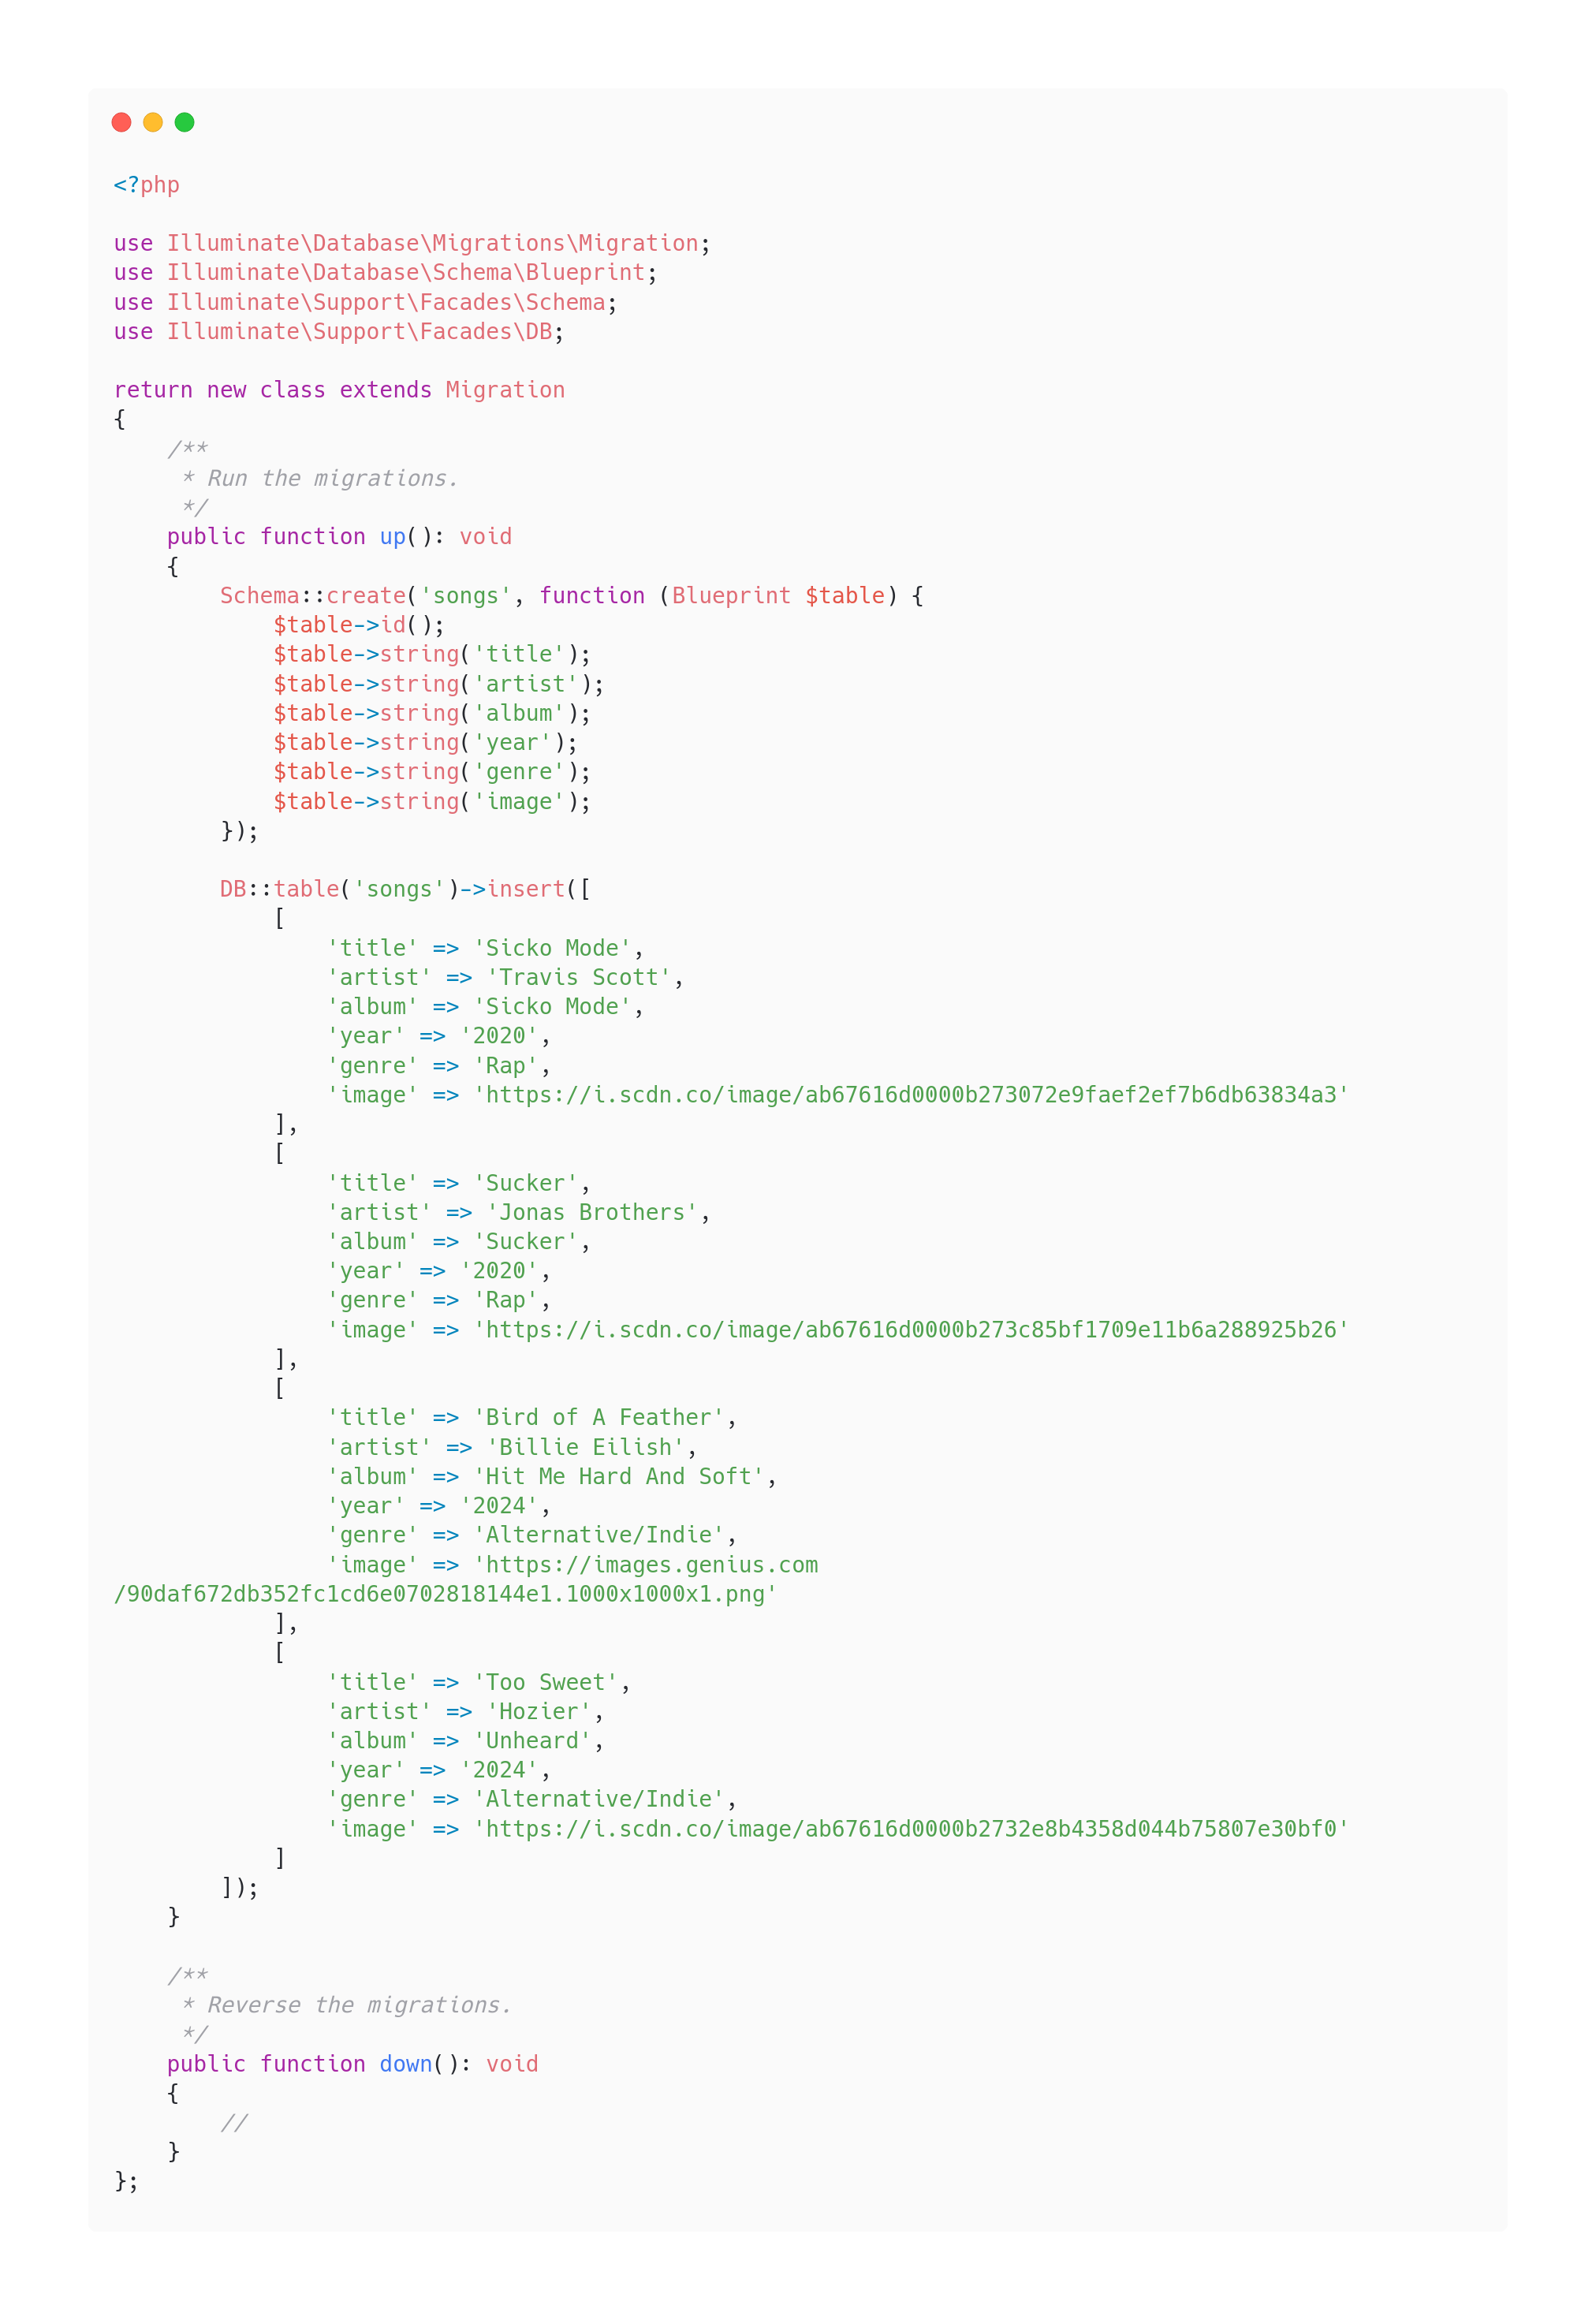 <?php

use Illuminate\Database\Migrations\Migration;
use Illuminate\Database\Schema\Blueprint;
use Illuminate\Support\Facades\Schema;
use Illuminate\Support\Facades\DB;

return new class extends Migration
{
    /**
     * Run the migrations.
     */
    public function up(): void
    {
        Schema::create('songs', function (Blueprint $table) {
            $table->id();
            $table->string('title');
            $table->string('artist');
            $table->string('album');
            $table->string('year');
            $table->string('genre');
            $table->string('image');
        });

        DB::table('songs')->insert([
            [
                'title' => 'Sicko Mode',
                'artist' => 'Travis Scott',
                'album' => 'Sicko Mode',
                'year' => '2020',
                'genre' => 'Rap',
                'image' => 'https://i.scdn.co/image/ab67616d0000b273072e9faef2ef7b6db63834a3'
            ],
            [
                'title' => 'Sucker',
                'artist' => 'Jonas Brothers',
                'album' => 'Sucker',
                'year' => '2020',
                'genre' => 'Rap',
                'image' => 'https://i.scdn.co/image/ab67616d0000b273c85bf1709e11b6a288925b26'
            ],
            [
                'title' => 'Bird of A Feather',
                'artist' => 'Billie Eilish',
                'album' => 'Hit Me Hard And Soft',
                'year' => '2024',
                'genre' => 'Alternative/Indie',
                'image' => 'https://images.genius.com
/90daf672db352fc1cd6e0702818144e1.1000x1000x1.png'
            ],
            [
                'title' => 'Too Sweet',
                'artist' => 'Hozier',
                'album' => 'Unheard',
                'year' => '2024',
                'genre' => 'Alternative/Indie',
                'image' => 'https://i.scdn.co/image/ab67616d0000b2732e8b4358d044b75807e30bf0'
            ]
        ]);
    }

    /**
     * Reverse the migrations.
     */
    public function down(): void
    {
        //
    }
};